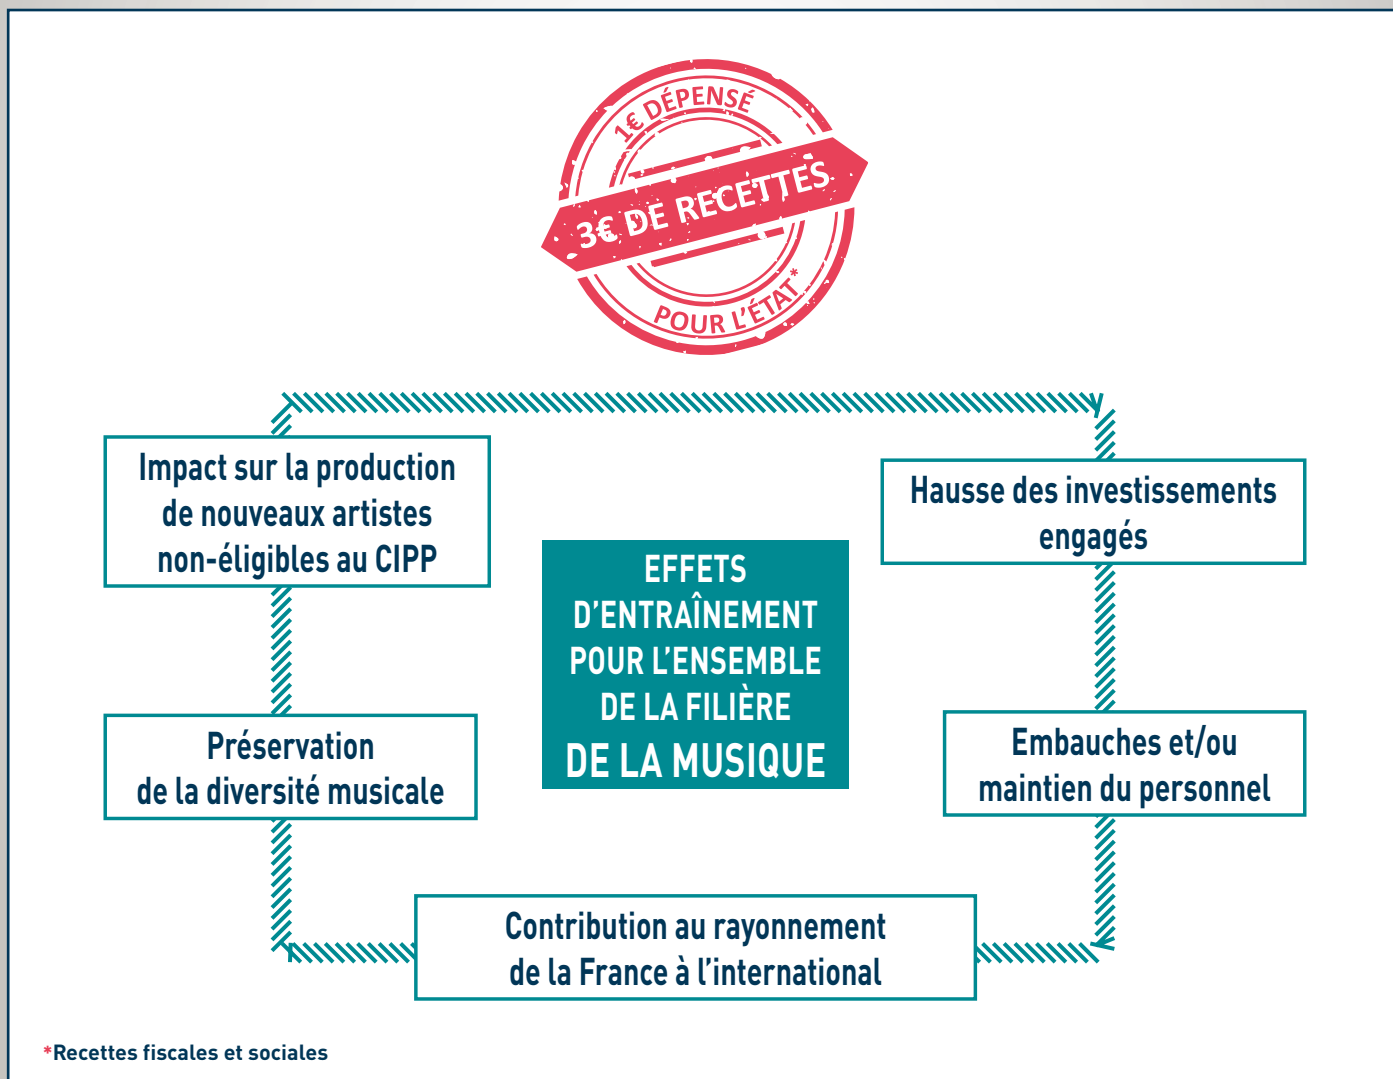 1€ DÉPENSÉ
3€ DE RECETTES
POUR L'ÉTAT*
Impact sur la production
de nouveaux artistes
non-éligibles au CIPP
Hausse des investissements
engagés
EFFETS
D'ENTRAÎNEMENT
POUR L'ENSEMBLE
DE LA FILIÈRE
DE LA MUSIQUE
Préservation
de la diversité musicale
Embauches et/ou
maintien du personnel
Contribution au rayonnement
de la France à l'international
*Recettes fiscales et sociales